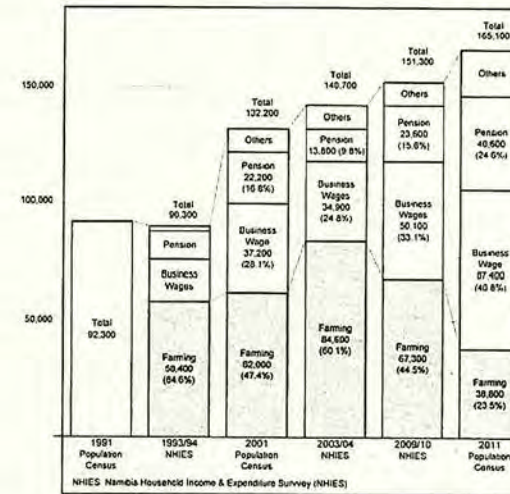 150,000
100,000
50,000
Total
92,300
1991
Population
Census
Total
90,300
Pension
Business
Wages
Farming
58,400
(64.6%)
1993/94
NHIES
Total
132,200
Others
Pension
22,200
(16.8%)
Business
Wage
37,200
(28.1%)
Farming
62,000
(47.4%)
2001
Population
Census
Total
140,700
Others
Pension
13,800 (9.8%)
Business
Wages
34,900
(24.8%)
Farming
84,600
(60.1%)
2003/04
NHIES
Total
151,300
Others
Pension
23,600
(15.6%)
Business
Wages
50,100
(33.1%)
Farming
67,300
(44.5%)
2009/10
NHIES
Total
165,100
Others
Pension
40,600
(24.6%)
Business
Wage
67,400
(40.8%)
Farming
38,800
(23.5%)
2011
Population
Census
NHIES Namibia Household Income & Expenditure Survvey (NHIES)